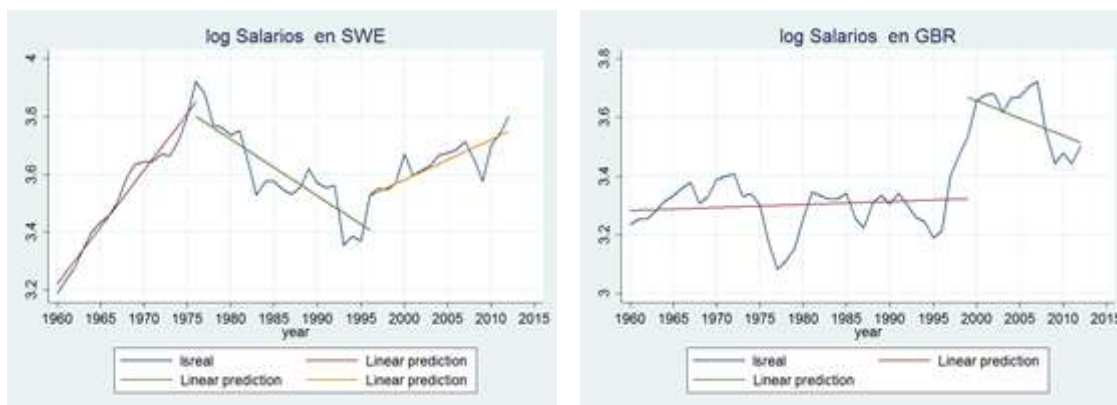 log Salarios en SWE
4
3.8
3.6
3.4
3.2
1960 1965 1970 1975 1980 1985 1990 1995 2000 2005 2010 2015
year
lsreal Linear prediction
Linear prediction Linear prediction
log Salarios en GBR
3.8
3.6
3.4
3.2
3
1960 1965 1970 1975 1980 1985 1990 1995 2000 2005 2010 2015
year
lsreal Linear prediction
Linear prediction